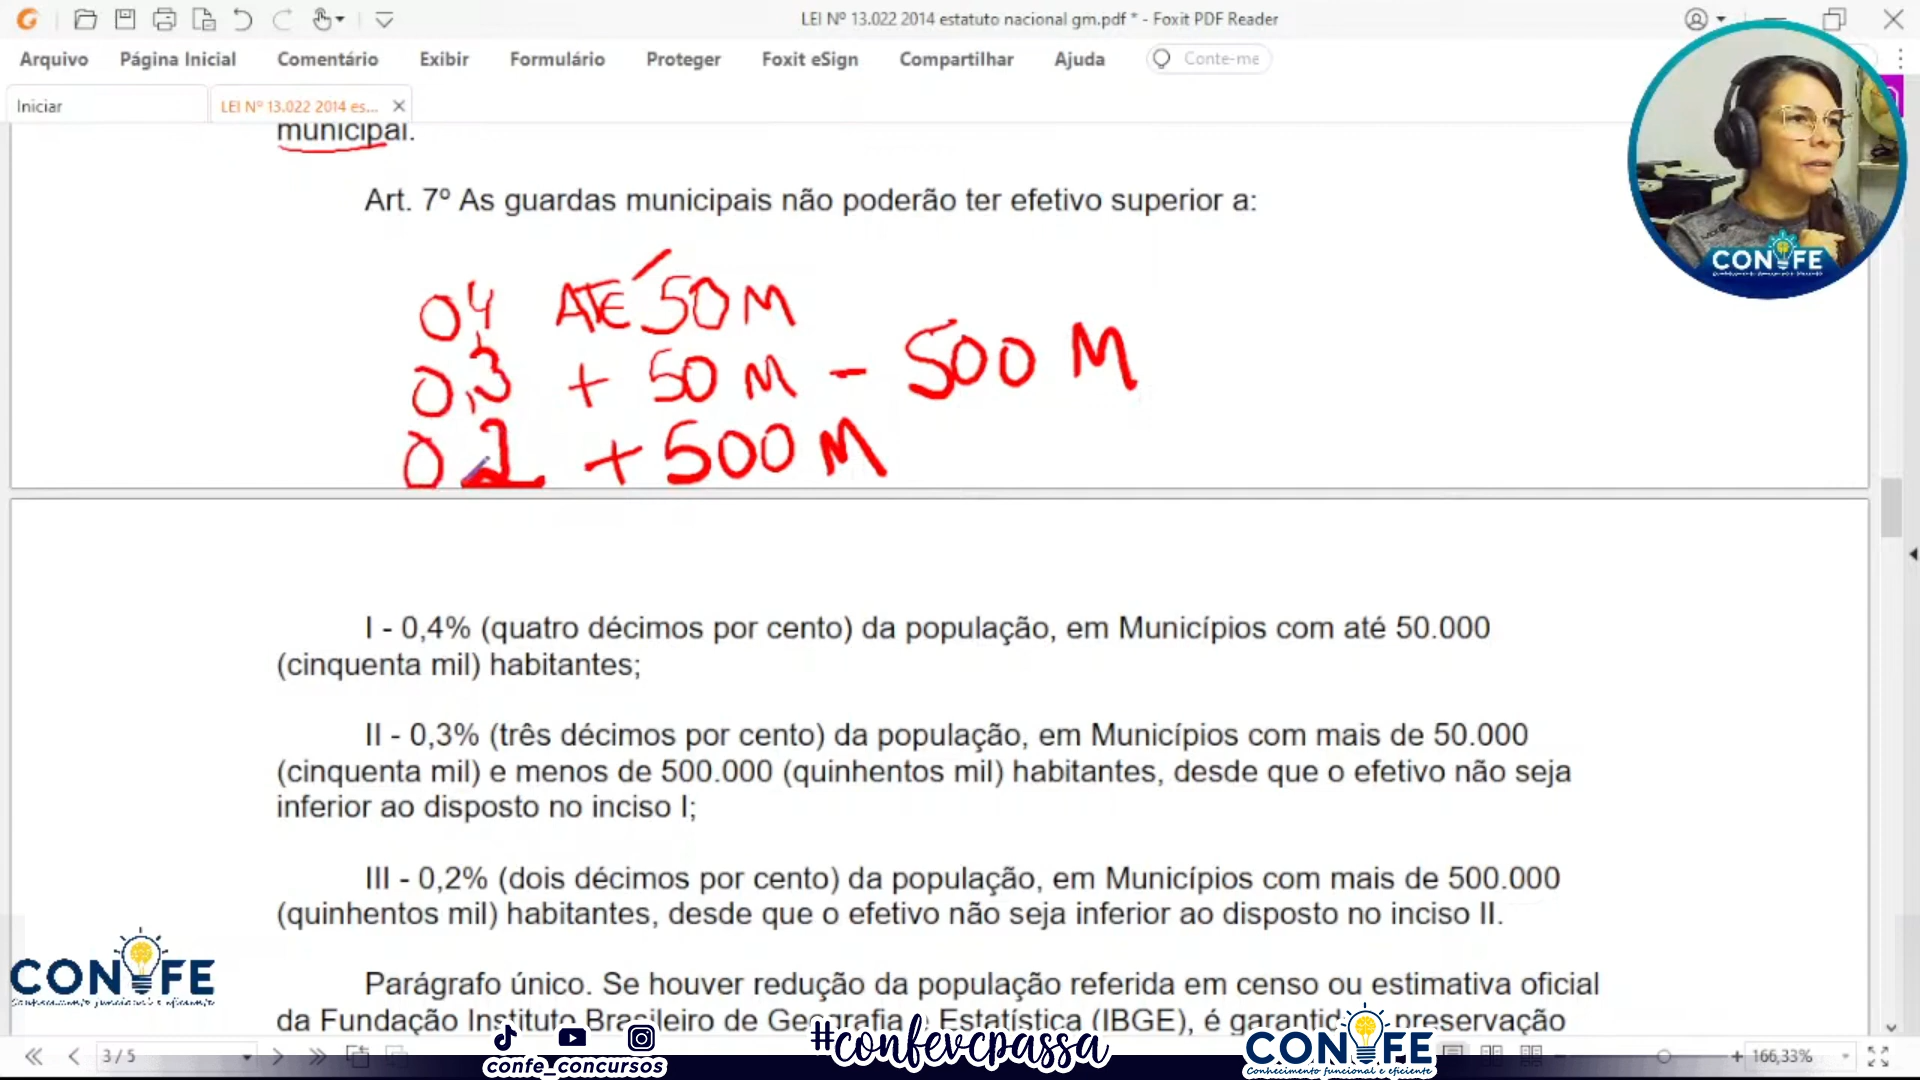 LEI Nº 13.022 2014 estatuto nacional gm.pdf * - Foxit PDF Reader
Arquivo Página Inicial Comentário Exibir Formulário Proteger Foxit eSign Compartilhar Ajuda Conte-me
Iniciar LEI Nº 13.022 2014 es...
municipal.
Art. 7º As guardas municipais não poderão ter efetivo superior a:
04 ATÉ 50 M
0,3 + 50 M - 500 M
0 2 + 500 M
CONFE
I - 0,4% (quatro décimos por cento) da população, em Municípios com até 50.000
(cinquenta mil) habitantes;
II - 0,3% (três décimos por cento) da população, em Municípios com mais de 50.000
(cinquenta mil) e menos de 500.000 (quinhentos mil) habitantes, desde que o efetivo não seja
inferior ao disposto no inciso I;
III - 0,2% (dois décimos por cento) da população, em Municípios com mais de 500.000
(quinhentos mil) habitantes, desde que o efetivo não seja inferior ao disposto no inciso II.
CONFE
Conhecimento funcional e eficiente
Parágrafo único. Se houver redução da população referida em censo ou estimativa oficial
da Fundação Instituto Brasileiro de Geografia e Estatística (IBGE), é garantida preservação
3 / 5
confe_concursos
#confevcpassa
CONFE
Conhecimento funcional e eficiente
166,33%